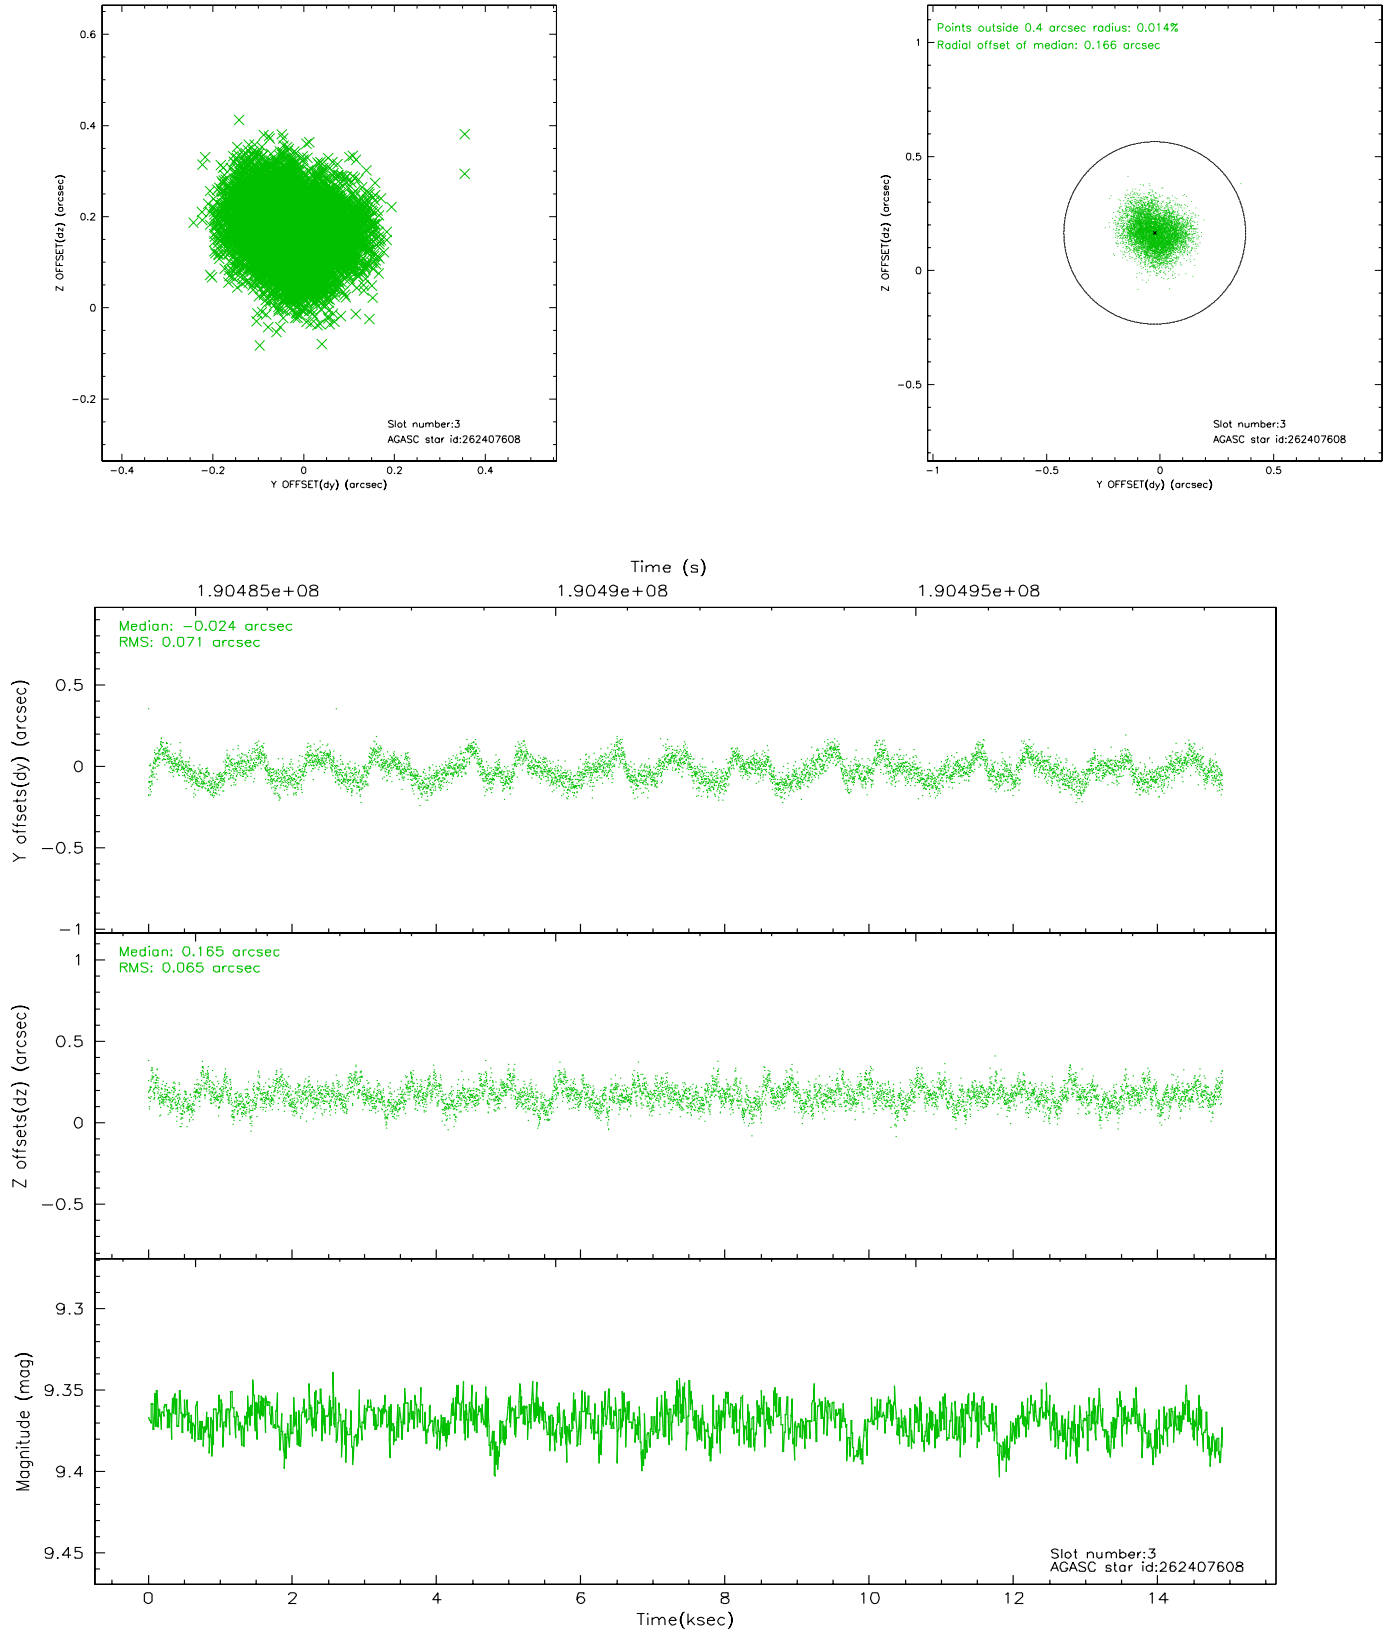 0.6
0.4
0.2
0
−0.2
Z OFFSET(dz) (arcsec)
Slot number:3
AGASC star id:262407608
−0.4
−0.2
0
0.2
0.4
Y OFFSET(dy) (arcsec)
Points outside 0.4 arcsec radius: 0.014%
Radial offset of median: 0.166 arcsec
1
0.5
0
−0.5
Z OFFSET(dz) (arcsec)
Slot number:3
AGASC star id:262407608
−1
−0.5
0
0.5
Y OFFSET(dy) (arcsec)
Time (s)
1.90485e+08
1.9049e+08
1.90495e+08
Median: −0.024 arcsec
RMS: 0.071 arcsec
0.5
0
−0.5
−1
Y offsets(dy) (arcsec)
Median: 0.165 arcsec
RMS: 0.065 arcsec
1
0.5
0
−0.5
Z offsets(dz) (arcsec)
9.3
9.35
9.4
9.45
Magnitude (mag)
Slot number:3
AGASC star id:262407608
0
2
4
6
8
10
12
14
Time(ksec)